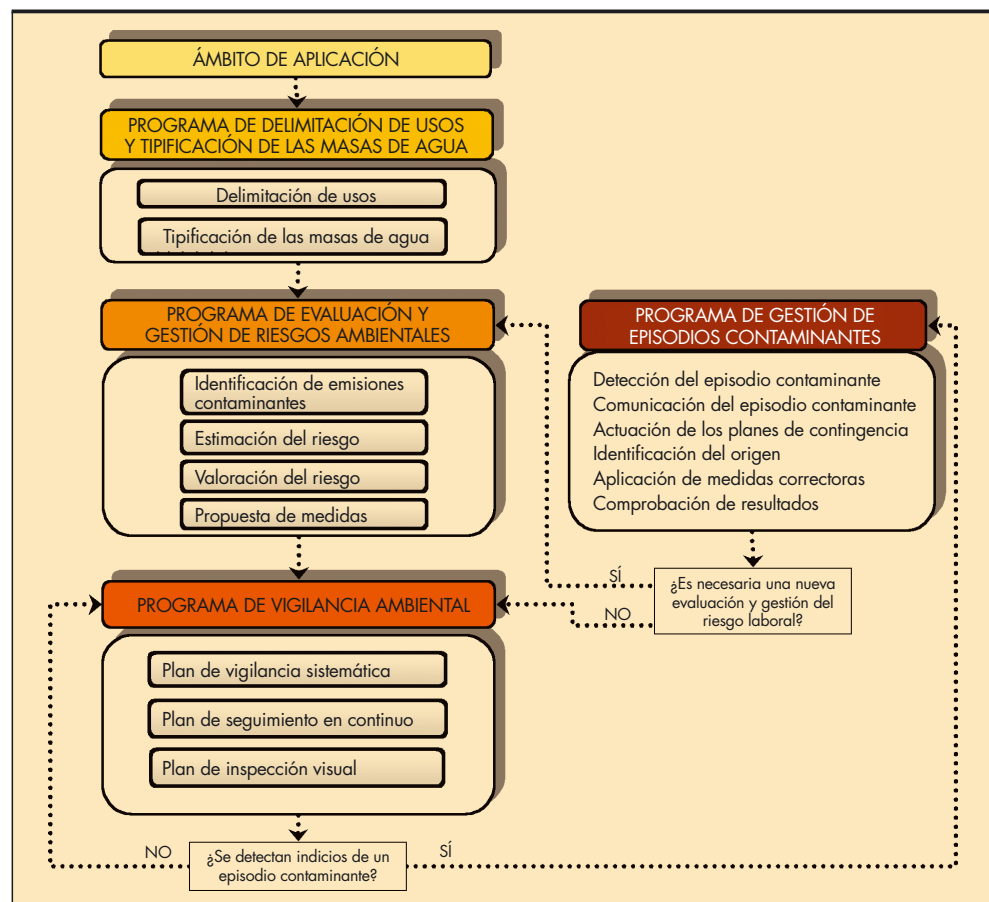 ÁMBITO DE APLICACIÓN
PROGRAMA DE DELIMITACIÓN DE USOS
Y TIPIFICACIÓN DE LAS MASAS DE AGUA
Delimitación de usos
Tipificación de las masas de agua
PROGRAMA DE EVALUACIÓN Y
GESTIÓN DE RIESGOS AMBIENTALES
Identificación de emisiones
contaminantes
Estimación del riesgo
Valoración del riesgo
Propuesta de medidas
PROGRAMA DE GESTIÓN DE
EPISODIOS CONTAMINANTES
Detección del episodio contaminante
Comunicación del episodio contaminante
Actuación de los planes de contingencia
Identificación del origen
Aplicación de medidas correctoras
Comprobación de resultados
SÍ
NO
¿Es necesaria una nueva
evaluación y gestión del
riesgo laboral?
PROGRAMA DE VIGILANCIA AMBIENTAL
Plan de vigilancia sistemática
Plan de seguimiento en continuo
Plan de inspección visual
NO
¿Se detectan indicios de un
episodio contaminante?
SÍ